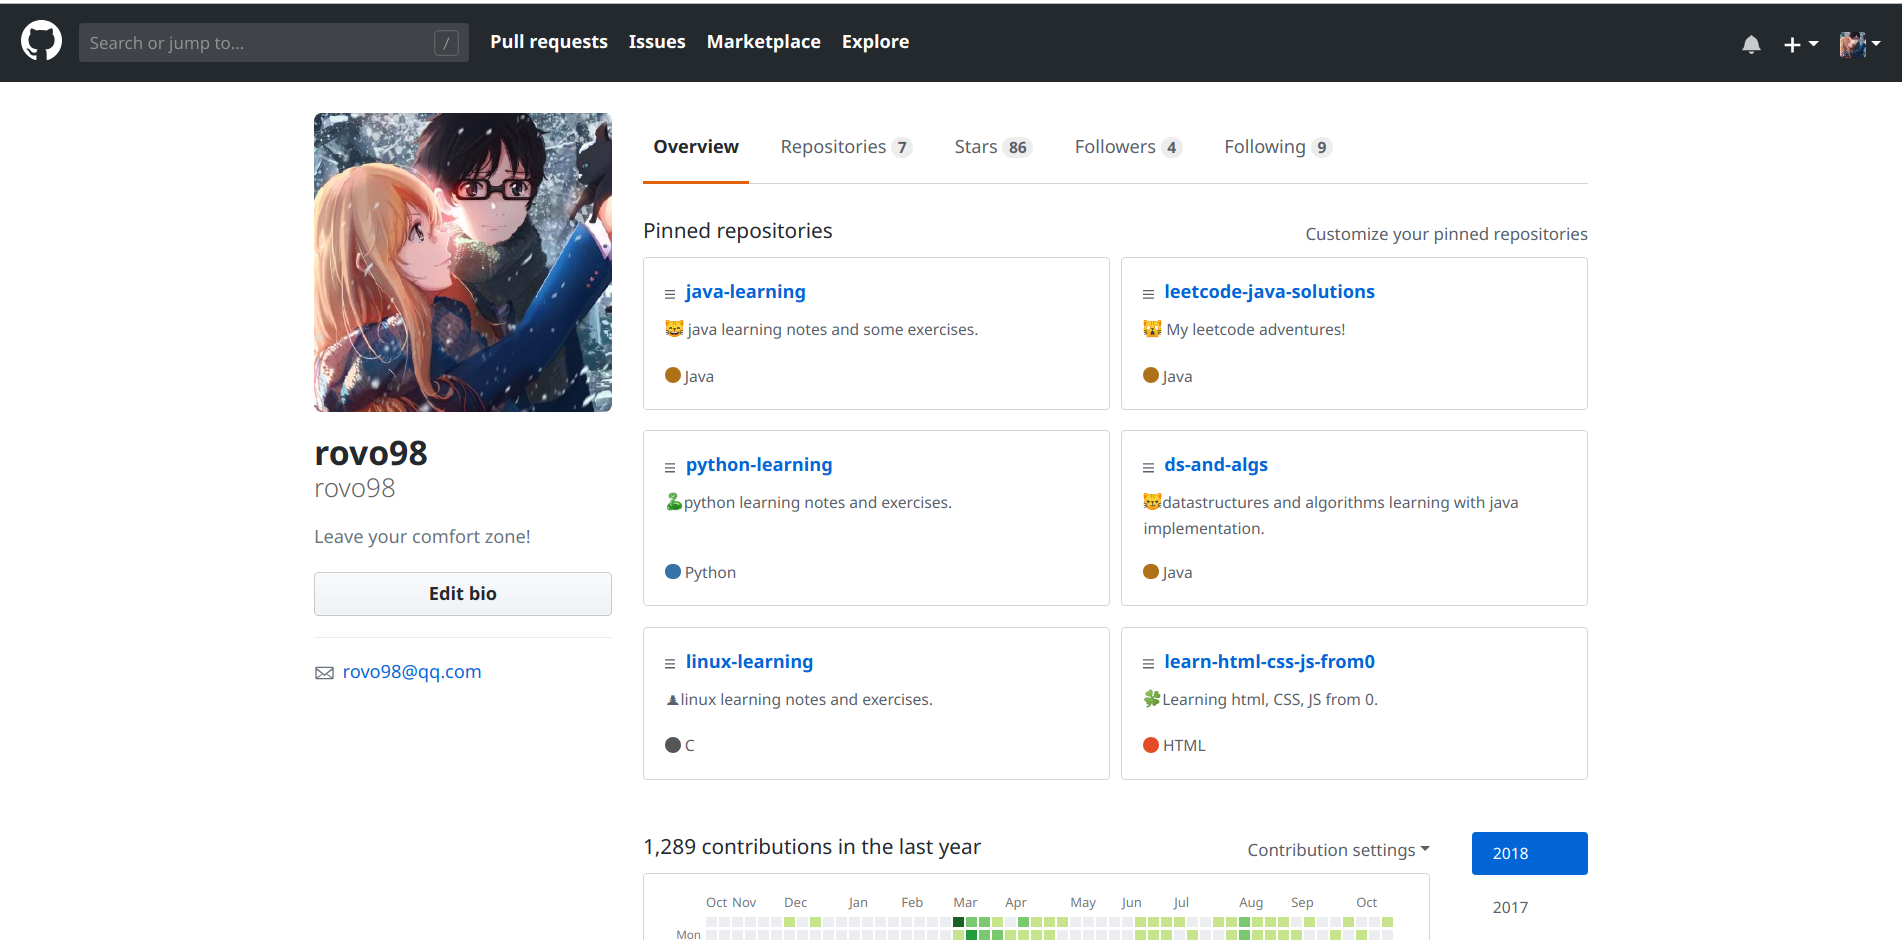 Search or jump to...
/
Pull requests Issues Marketplace Explore
Overview Repositories 7 Stars 86 Followers 4 Following 9
rovo98
rovo98
Leave your comfort zone!
Edit bio
rovo98@qq.com
Pinned repositories
Customize your pinned repositories
java-learning
😸 java learning notes and some exercises.
Java
leetcode-java-solutions
🙀 My leetcode adventures!
Java
python-learning
🐍python learning notes and exercises.
Python
ds-and-algs
😼datastructures and algorithms learning with java
implementation.
Java
linux-learning
linux learning notes and exercises.
C
learn-html-css-js-from0
🍀Learning html, CSS, JS from 0.
HTML
1,289 contributions in the last year
Contribution settings
2018
2017
Oct Nov Dec Jan Feb Mar Apr May Jun Jul Aug Sep Oct
Mon